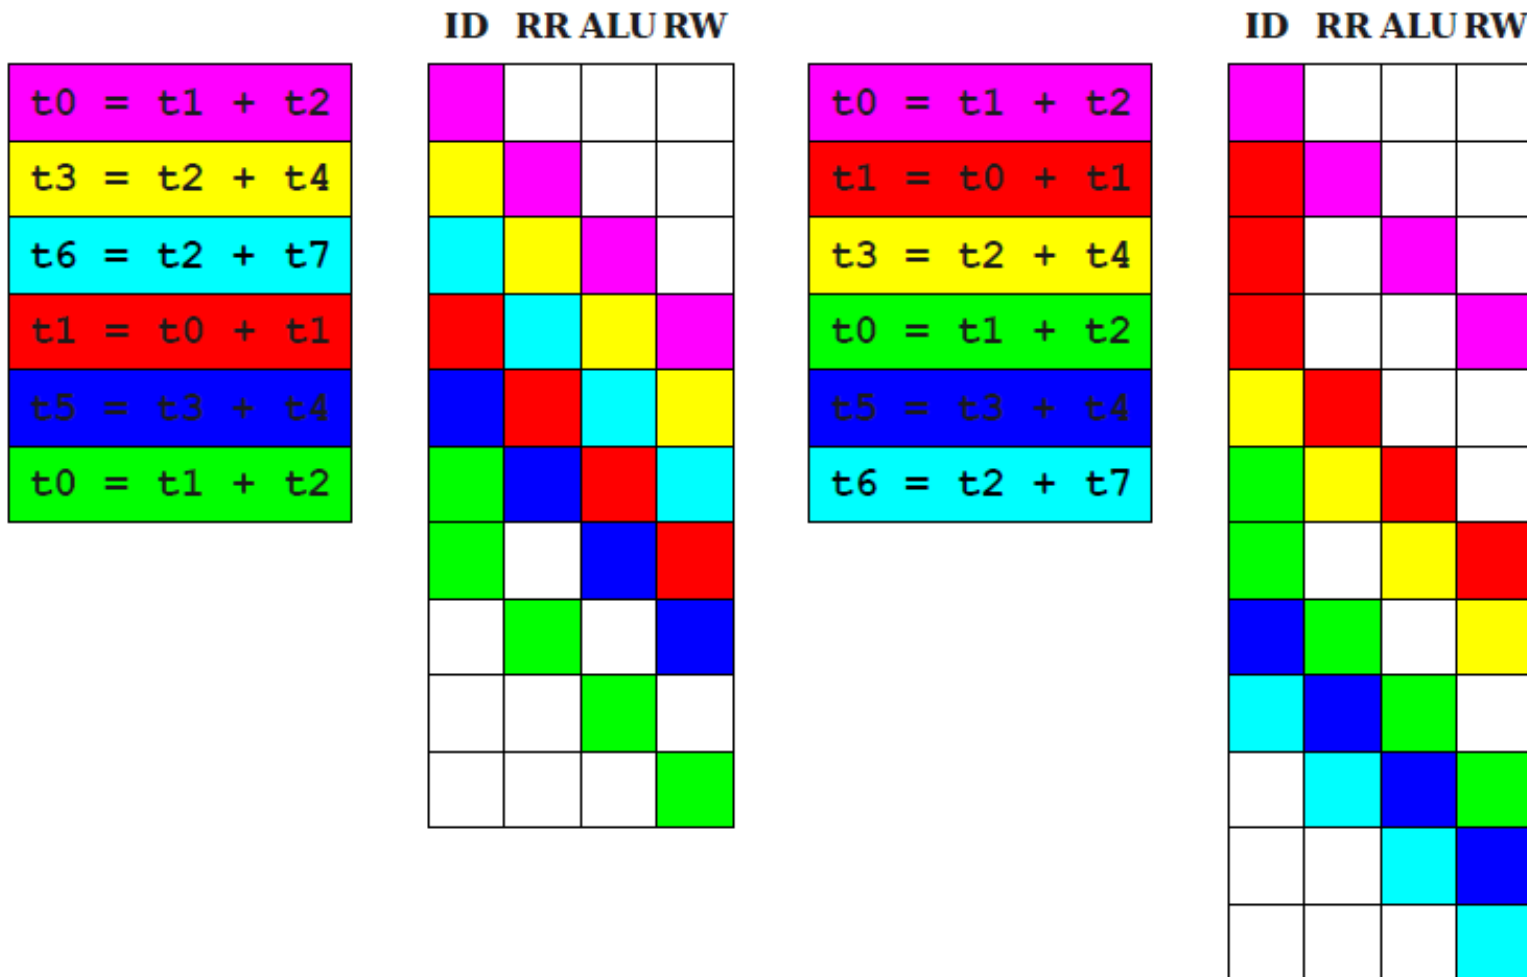 ID RR ALU RW
t0 = t1 + t2
t3 = t2 + t4
t6 = t2 + t7
t1 = t0 + t1
t5 = t3 + t4
t0 = t1 + t2
ID RR ALU RW
t0 = t1 + t2
t1 = t0 + t1
t3 = t2 + t4
t0 = t1 + t2
t5 = t3 + t4
t6 = t2 + t7